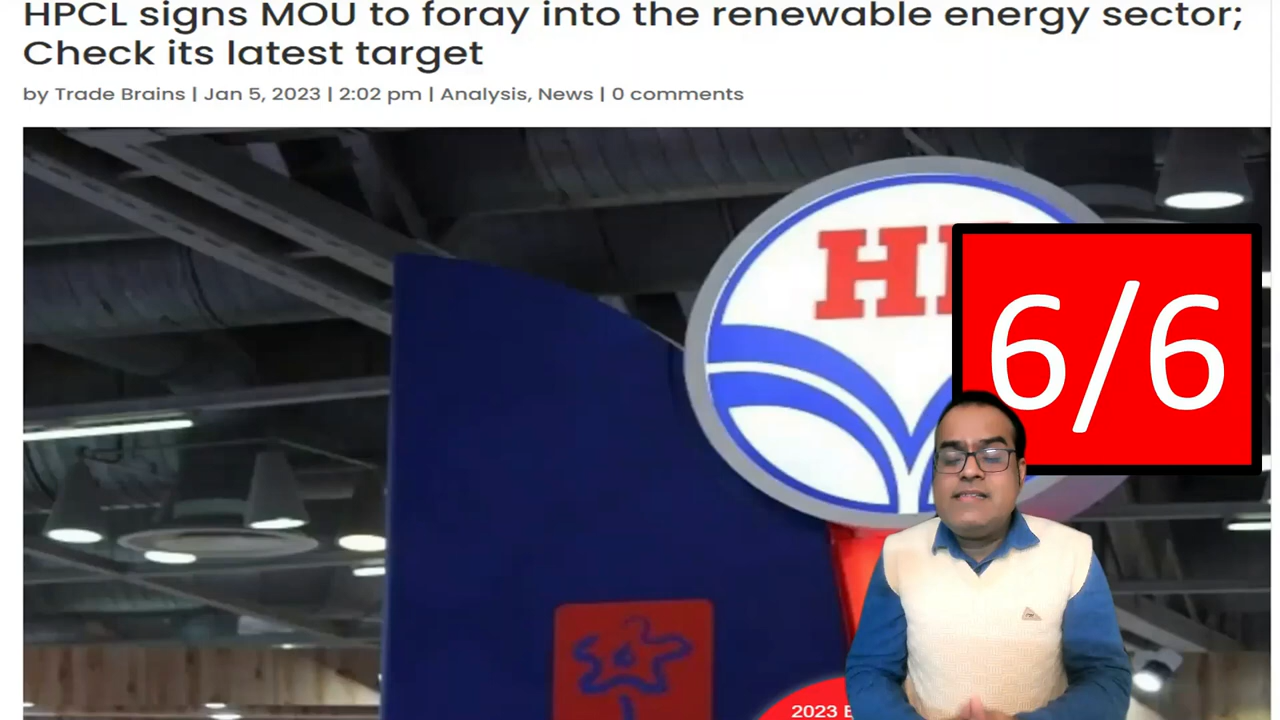 HPCL signs MOU to foray into the renewable energy sector;
Check its latest target
by Trade Brains | Jan 5, 2023 | 2:02 pm | Analysis, News | 0 comments
H
6/6
2023